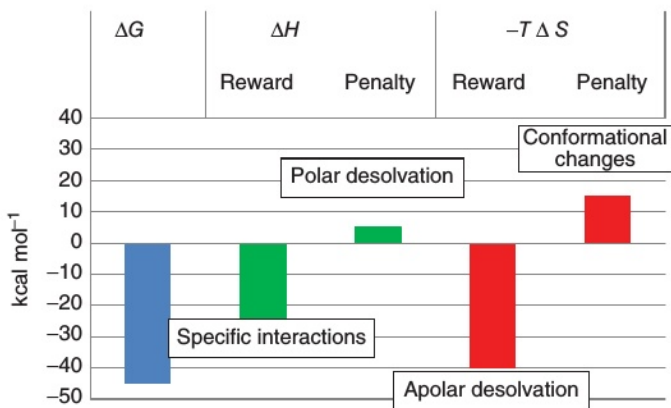 ΔG ΔH –T Δ S
Reward Penalty Reward Penalty
kcal mol⁻¹
40
30
20
10
0
–10
–20
–30
–40
–50
Conformational
changes
Polar desolvation
Specific interactions
Apolar desolvation